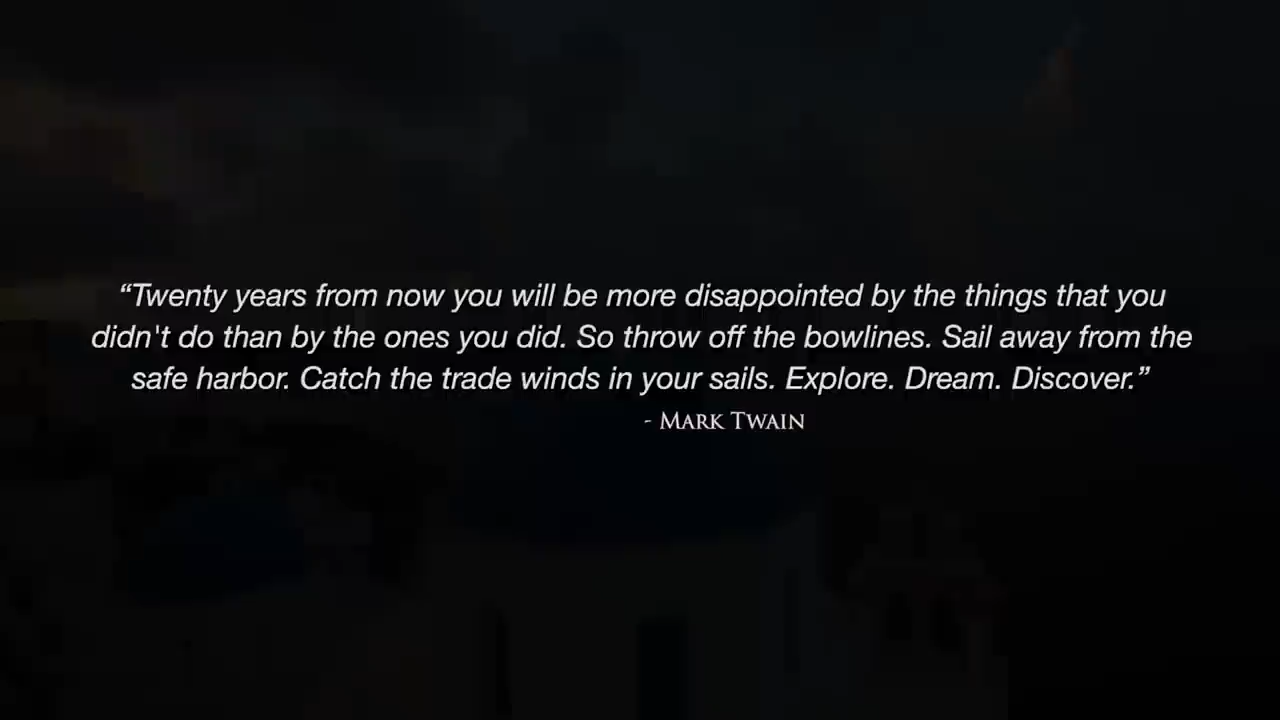 “Twenty years from now you will be more disappointed by the things that you
didn't do than by the ones you did. So throw off the bowlines. Sail away from the
safe harbor. Catch the trade winds in your sails. Explore. Dream. Discover.”
- Mark Twain